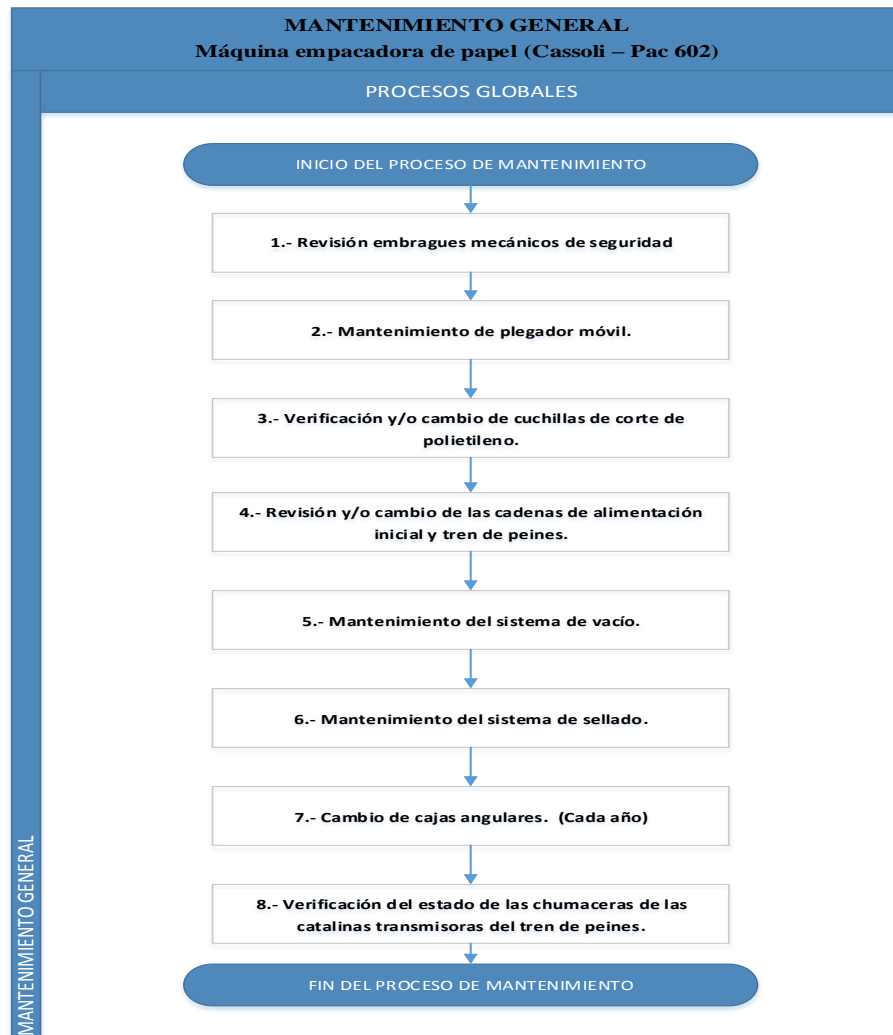 MANTENIMIENTO GENERAL
Máquina empacadora de papel (Cassoli – Pac 602)
PROCESOS GLOBALES
INICIO DEL PROCESO DE MANTENIMIENTO
1.- Revisión embragues mecánicos de seguridad
2.- Mantenimiento de plegador móvil.
3.- Verificación y/o cambio de cuchillas de corte de
polietileno.
4.- Revisión y/o cambio de las cadenas de alimentación
inicial y tren de peines.
5.- Mantenimiento del sistema de vacío.
6.- Mantenimiento del sistema de sellado.
7.- Cambio de cajas angulares. (Cada año)
8.- Verificación del estado de las chumaceras de las
catalinas transmisoras del tren de peines.
FIN DEL PROCESO DE MANTENIMIENTO
MANTENIMIENTO GENERAL